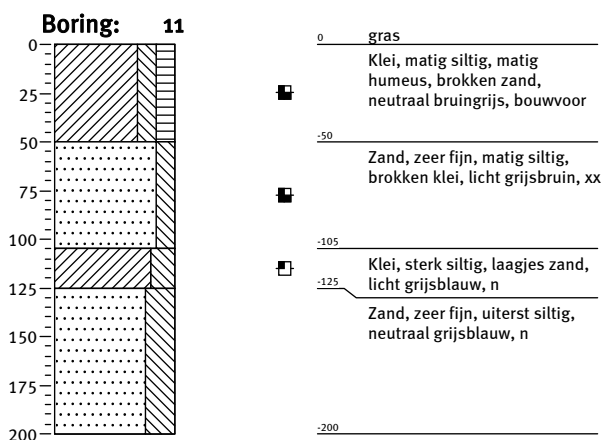 Boring: 11
0
25
50
75
100
125
150
175
200
0 gras
Klei, matig siltig, matig
humeus, brokken zand,
neutraal bruingrijs, bouwvoor
-50
Zand, zeer fijn, matig siltig,
brokken klei, licht grijsbruin, xx
-105
Klei, sterk siltig, laagjes zand,
licht grijsblauw, n
-125
Zand, zeer fijn, uiterst siltig,
neutraal grijsblauw, n
-200